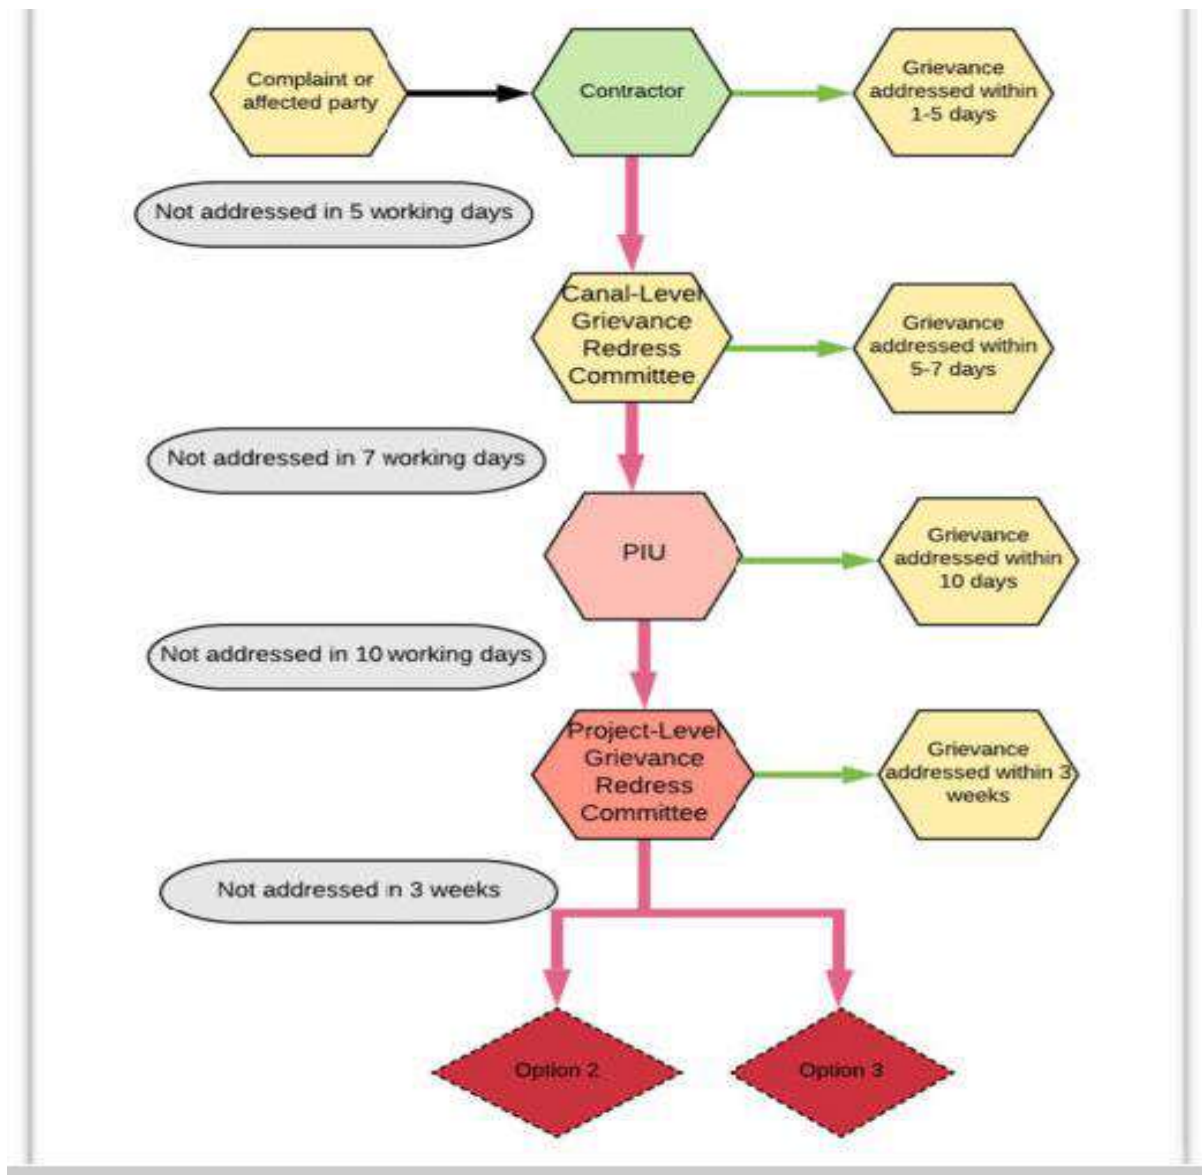 Complaint or
affected party
Contractor
Grievance
addressed within
1-5 days
Not addressed in 5 working days
Canal-Level
Grievance
Redress
Committee
Grievance
addressed within
5-7 days
Not addressed in 7 working days
PIU
Grievance
addressed within
10 days
Not addressed in 10 working days
Project-Level
Grievance
Redress
Committee
Grievance
addressed within 3
weeks
Not addressed in 3 weeks
Option 2
Option 3